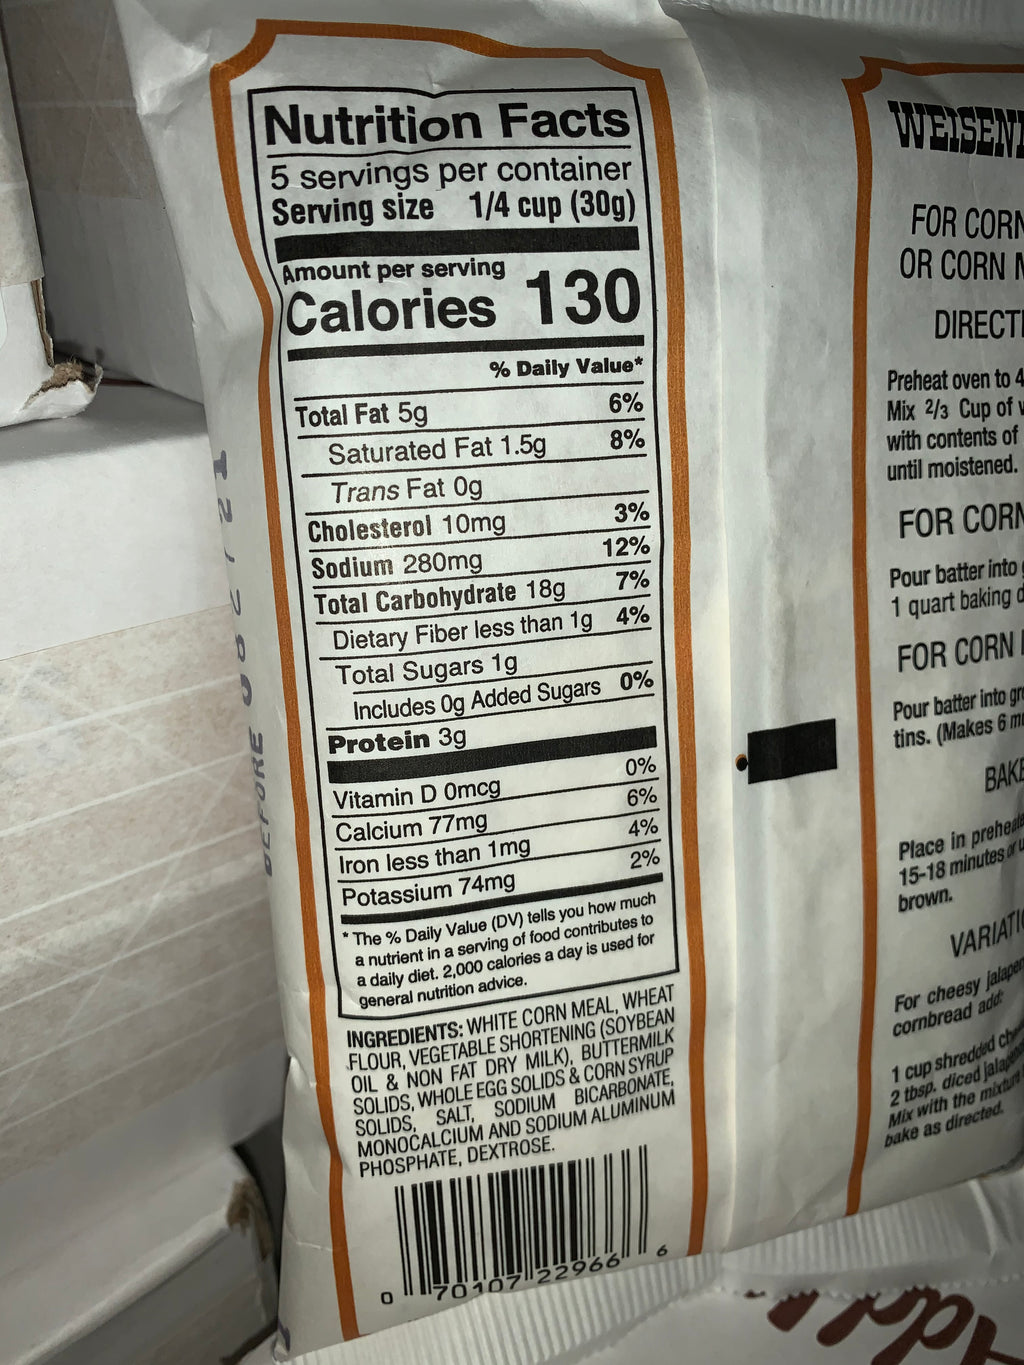 Nutrition Facts
5 servings per container
Serving size 1/4 cup (30g)
Amount per serving
Calories 130
% Daily Value*
Total Fat 5g 6%
Saturated Fat 1.5g 8%
Trans Fat 0g
Cholesterol 10mg 3%
Sodium 280mg 12%
Total Carbohydrate 18g 7%
Dietary Fiber less than 1g 4%
Total Sugars 1g
Includes 0g Added Sugars 0%
Protein 3g
Vitamin D 0mcg 0%
Calcium 77mg 6%
Iron less than 1mg 4%
Potassium 74mg 2%
* The % Daily Value (DV) tells you how much
a nutrient in a serving of food contributes to
a daily diet. 2,000 calories a day is used for
general nutrition advice.
INGREDIENTS: WHITE CORN MEAL, WHEAT
FLOUR, VEGETABLE SHORTENING (SOYBEAN
OIL & NON FAT DRY MILK), BUTTERMILK
SOLIDS, WHOLE EGG SOLIDS & CORN SYRUP
SOLIDS, SALT, SODIUM BICARBONATE,
MONOCALCIUM AND SODIUM ALUMINUM
PHOSPHATE, DEXTROSE.
0 70107 22966 6
BEFORE
WEISEN
FOR CORN
OR CORN
DIRECTI
Preheat oven to 4
Mix 2/3 Cup of
with contents of
until moistened.
FOR CORN
Pour batter into
1 quart baking
FOR CORN
Pour batter into
tins. (Makes 6
BAKE
Place in preheate
15-18 minutes or
brown.
VARIATI
For cheesy jalapen
cornbread add:
1 cup shredded
2 tbsp. diced
Mix with the
bake as directed.